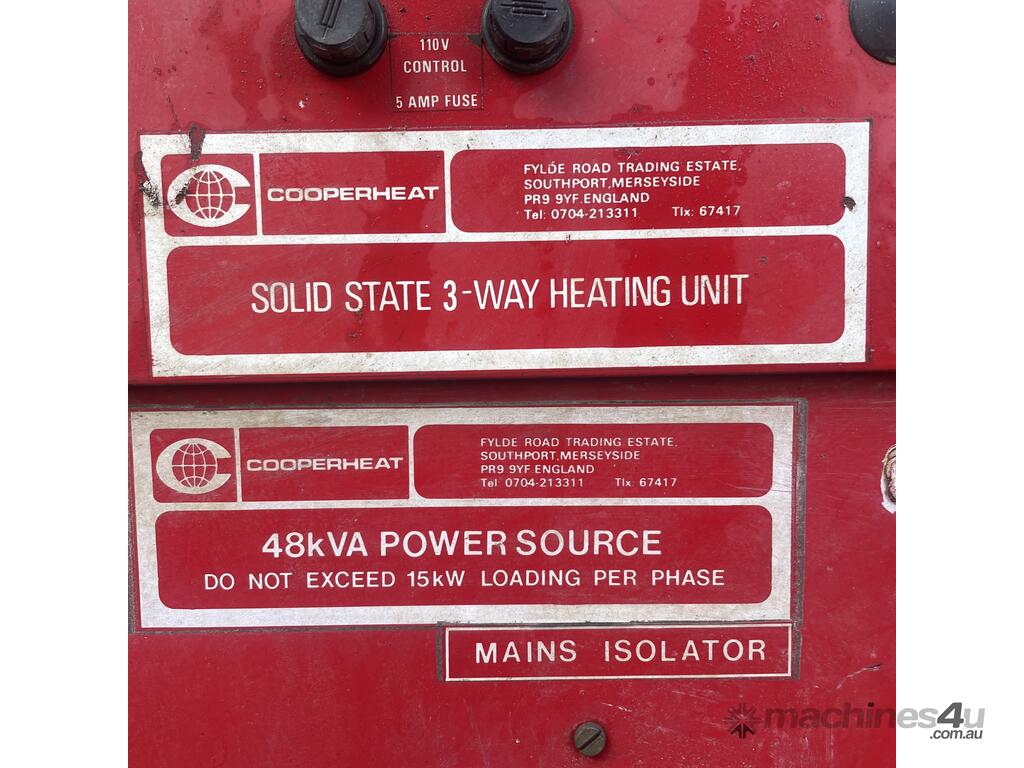 110V
CONTROL
5 AMP FUSE
COOPERHEAT
FYLDE ROAD TRADING ESTATE,
SOUTHPORT,MERSEYSIDE
PR9 9YF.ENGLAND
Tel: 0704-213311 Tlx: 67417
SOLID STATE 3-WAY HEATING UNIT
COOPERHEAT
FYLDE ROAD TRADING ESTATE,
SOUTHPORT,MERSEYSIDE
PR9 9YF.ENGLAND
Tel: 0704-213311 Tlx: 67417
48kVA POWER SOURCE
DO NOT EXCEED 15kW LOADING PER PHASE
MAINS ISOLATOR
machines4u
.com.au